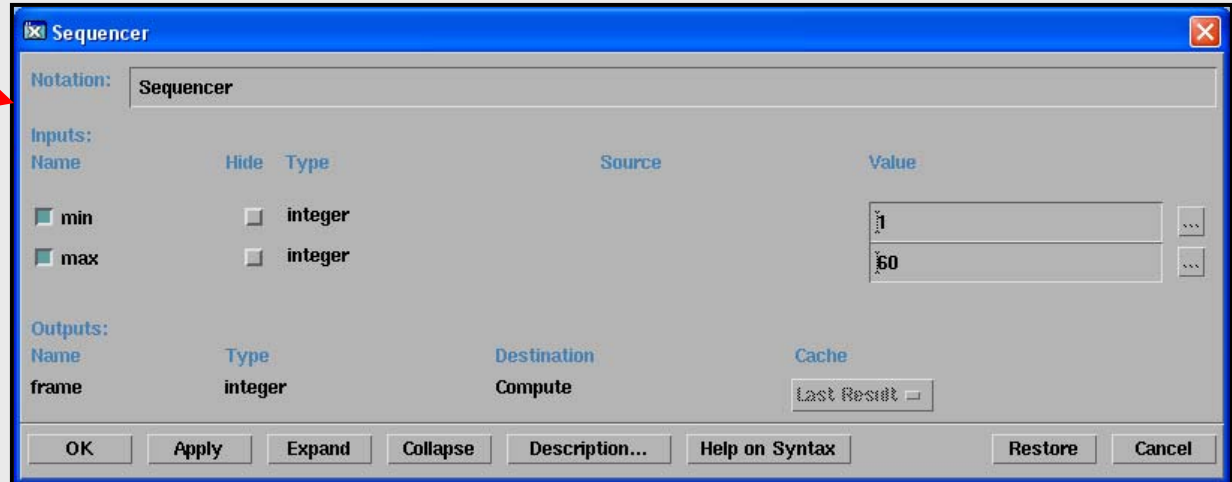 Sequencer
Notation: Sequencer
Inputs:
Name Hide Type Source Value
min integer 1 ...
max integer 60 ...
Outputs:
Name Type Destination Cache
frame integer Compute Last Result
OK Apply Expand Collapse Description... Help on Syntax Restore Cancel